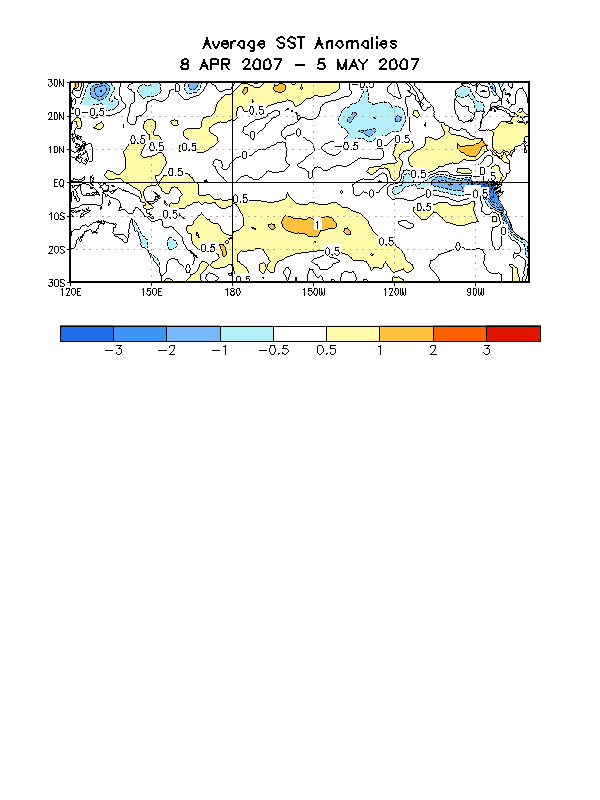 Average SST Anomalies
8 APR 2007 – 5 MAY 2007
30N
20N
10N
EQ
10S
20S
30S
120E 150E 180 150W 120W 90W
-3 -2 -1 -0.5 0.5 1 2 3